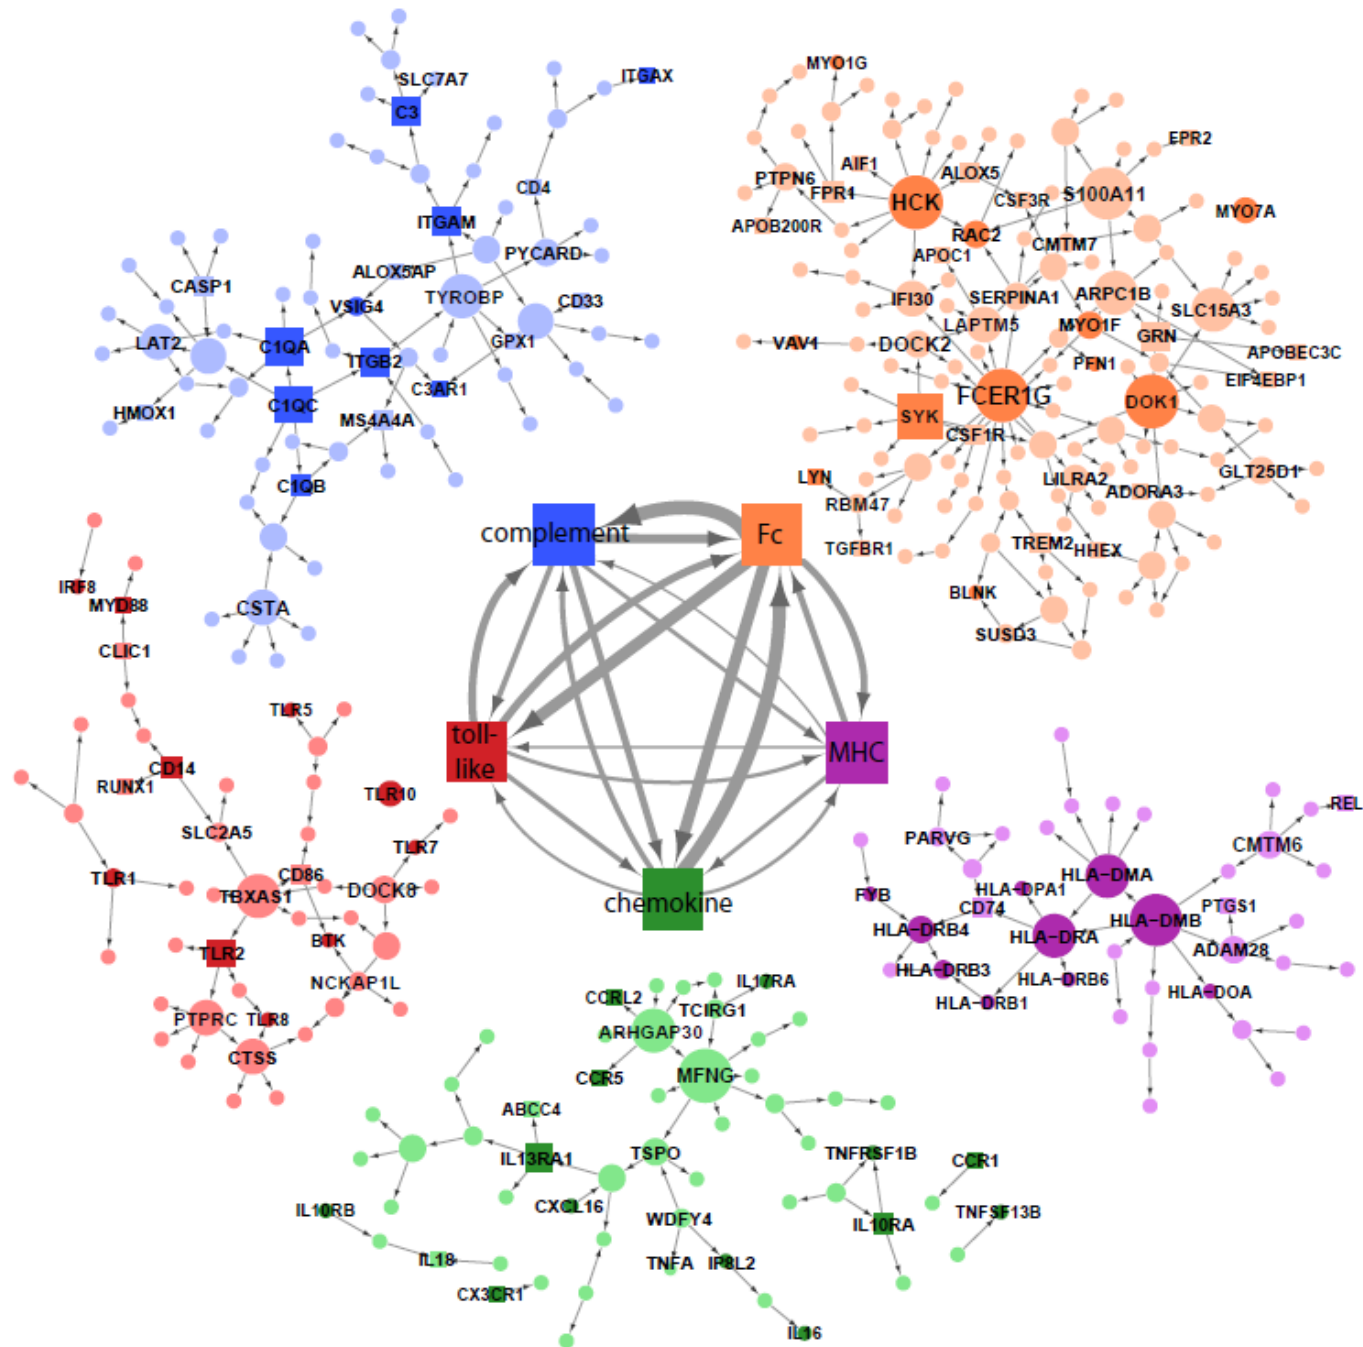 SLC7A7
C3
ITGAX
CD4
ITGAM
PYCARD
ALOX5AP
CASP1
TYROBP
CD33
VSIG4
LAT2
C1QA
GPX1
ITGB2
C3AR1
C1QC
HMOX1
MS4A4A
C1QB
CSTA
MYO1G
EPR2
AIF1
ALOX5
PTPN6
FPR1
HCK
CSF3R
S100A11
MYO7A
APOB200R
RAC2
CMTM7
APOC1
IFI30
SERPINA1
ARPC1B
SLC15A3
LAPTM5
MYO1F
GRN
VAV1
DOCK2
APOBEC3C
PFN1
EIF4EBP1
FCER1G
DOK1
SYK
CSF1R
LYN
LILRA2
ADORA3
GLT25D1
RBM47
TGFBR1
TREM2
HHEX
BLNK
SUSD3
complement
Fc
toll-
like
MHC
chemokine
IRF8
MYD88
CLIC1
TLR5
CD14
RUNX1
TLR10
SLC2A5
TLR7
TLR1
CD86
TBXAS1
DOCK8
BTK
TLR2
NCKAP1L
PTPRC
TLR8
CTSS
REL
PARVG
CMTM6
HLA-DMA
FYB
HLA-DPA1
CD74
PTGS1
HLA-DMB
HLA-DRB4
HLA-DRA
ADAM28
HLA-DRB3
HLA-DRB6
HLA-DOA
HLA-DRB1
IL17RA
CCRL2
TCIRG1
ARHGAP30
CCR5
MFNG
ABCC4
TSPO
TNFRSF1B
IL13RA1
CCR1
CXCL16
IL10RB
WDFY4
IL10RA
TNFSF13B
IL18
TNFA
IP8L2
CX3CR1
IL16